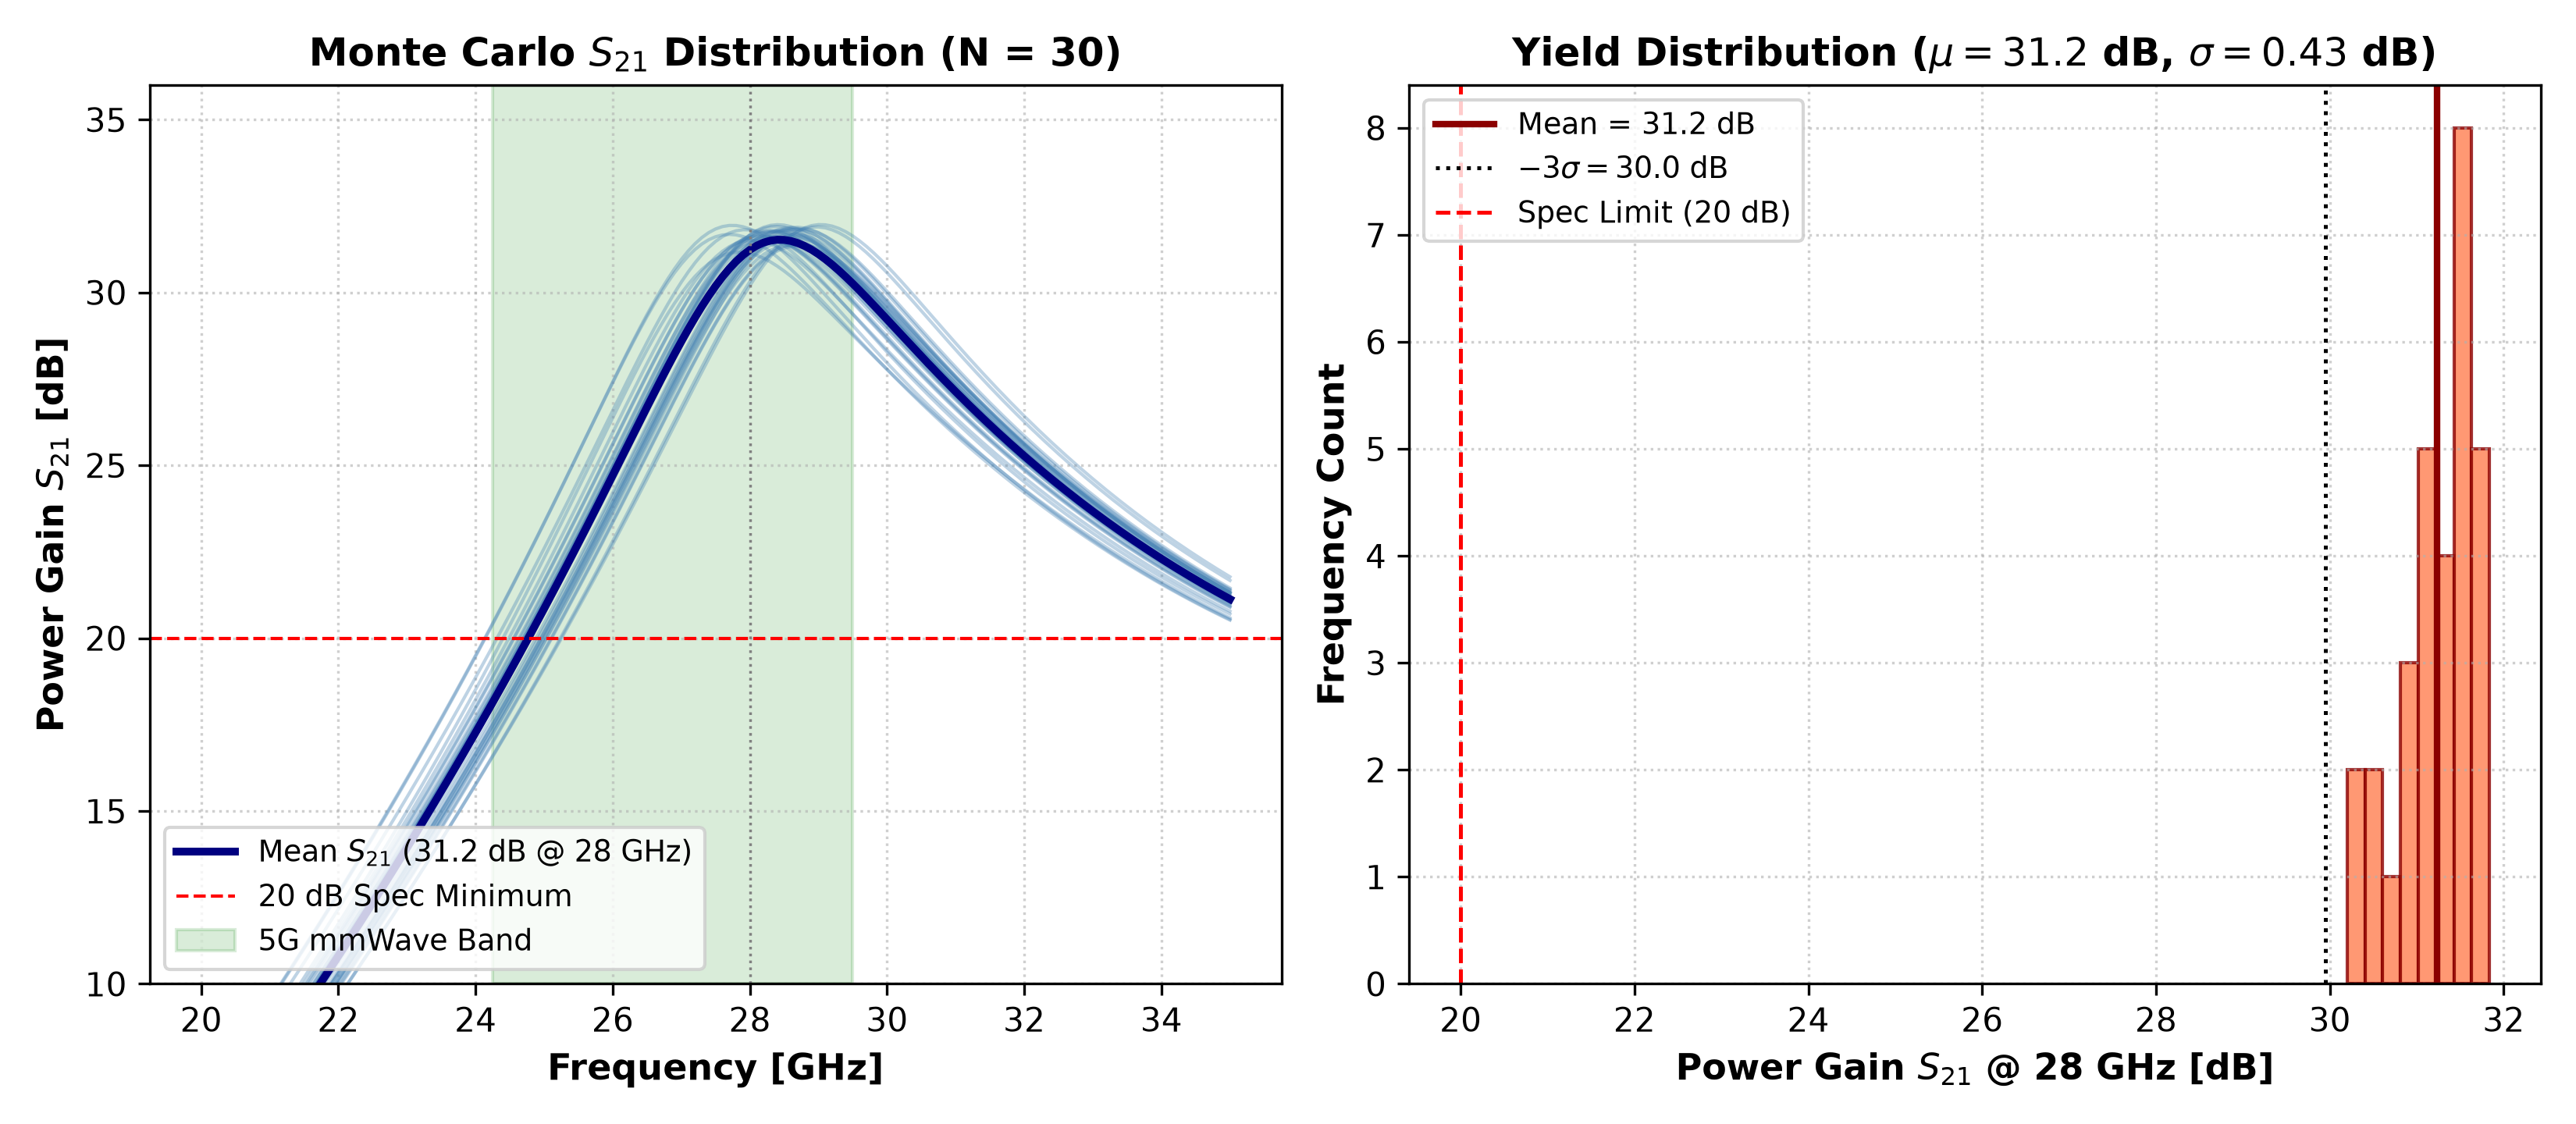 Monte Carlo S₂₁ Distribution (N = 30)
Power Gain S₂₁ [dB]
35
30
25
20
15
10
Mean S₂₁ (31.2 dB @ 28 GHz)
20 dB Spec Minimum
5G mmWave Band
20 22 24 26 28 30 32 34
Frequency [GHz]
Yield Distribution (μ = 31.2 dB, σ = 0.43 dB)
Frequency Count
8
7
6
5
4
3
2
1
0
Mean = 31.2 dB
−3σ = 30.0 dB
Spec Limit (20 dB)
20 22 24 26 28 30 32
Power Gain S₂₁ @ 28 GHz [dB]